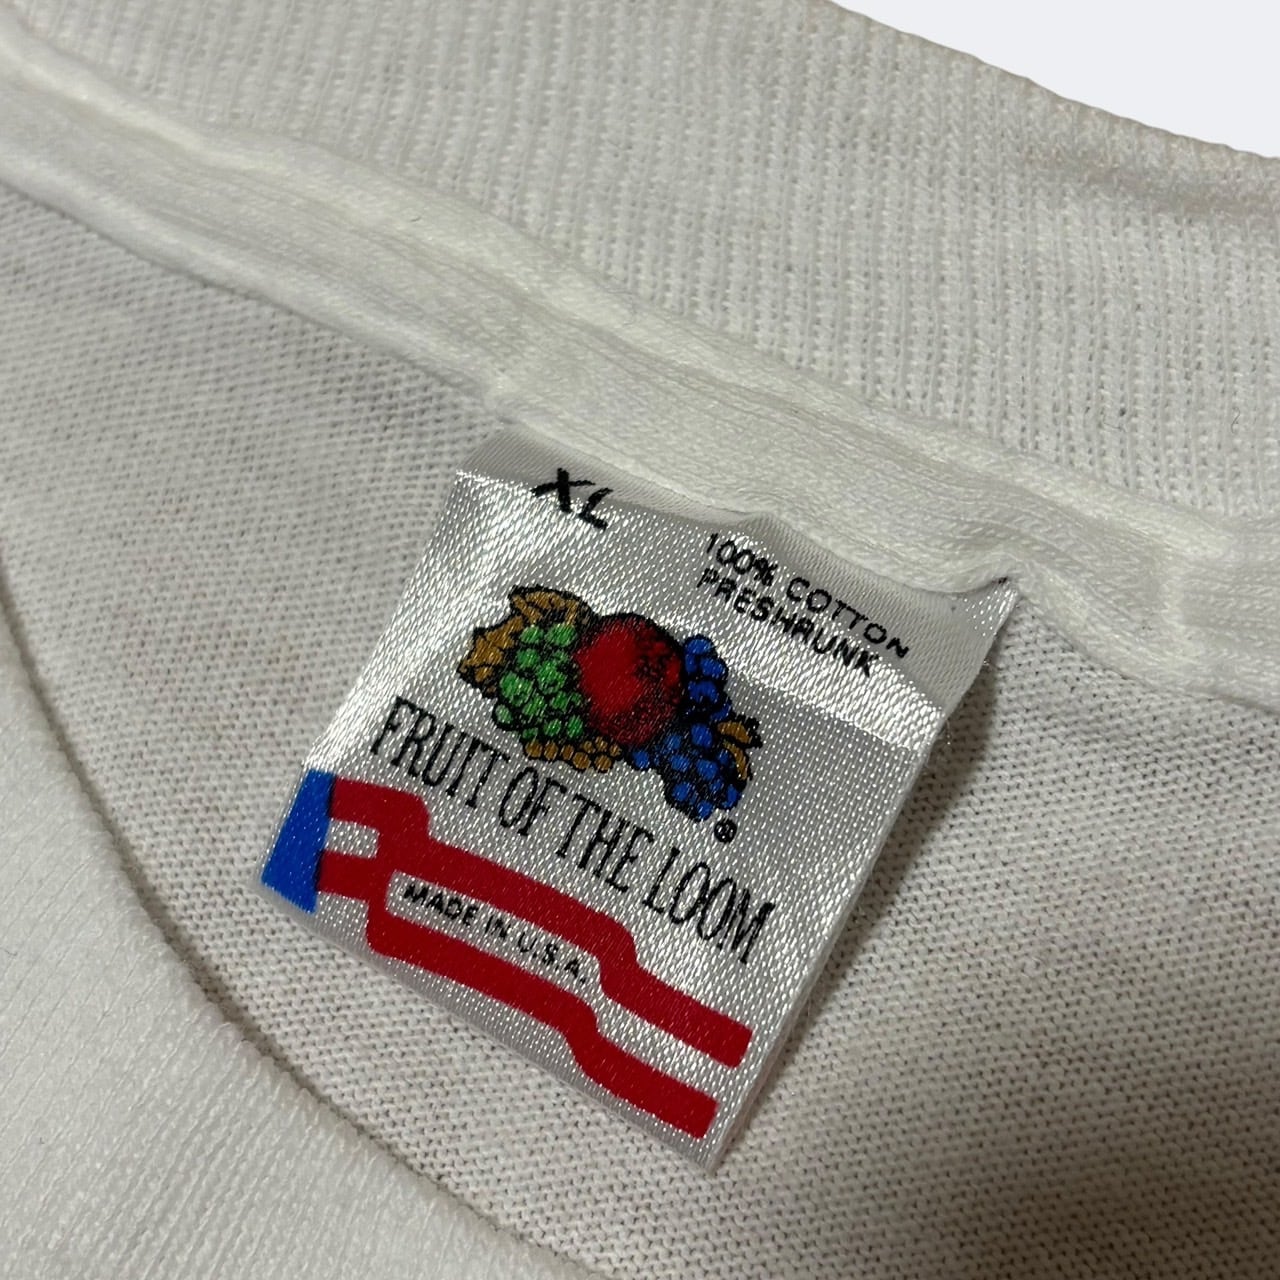 XL
100% COTTON
PRESHRUNK
FRUIT OF THE LOOM
®
MADE IN U.S.A.